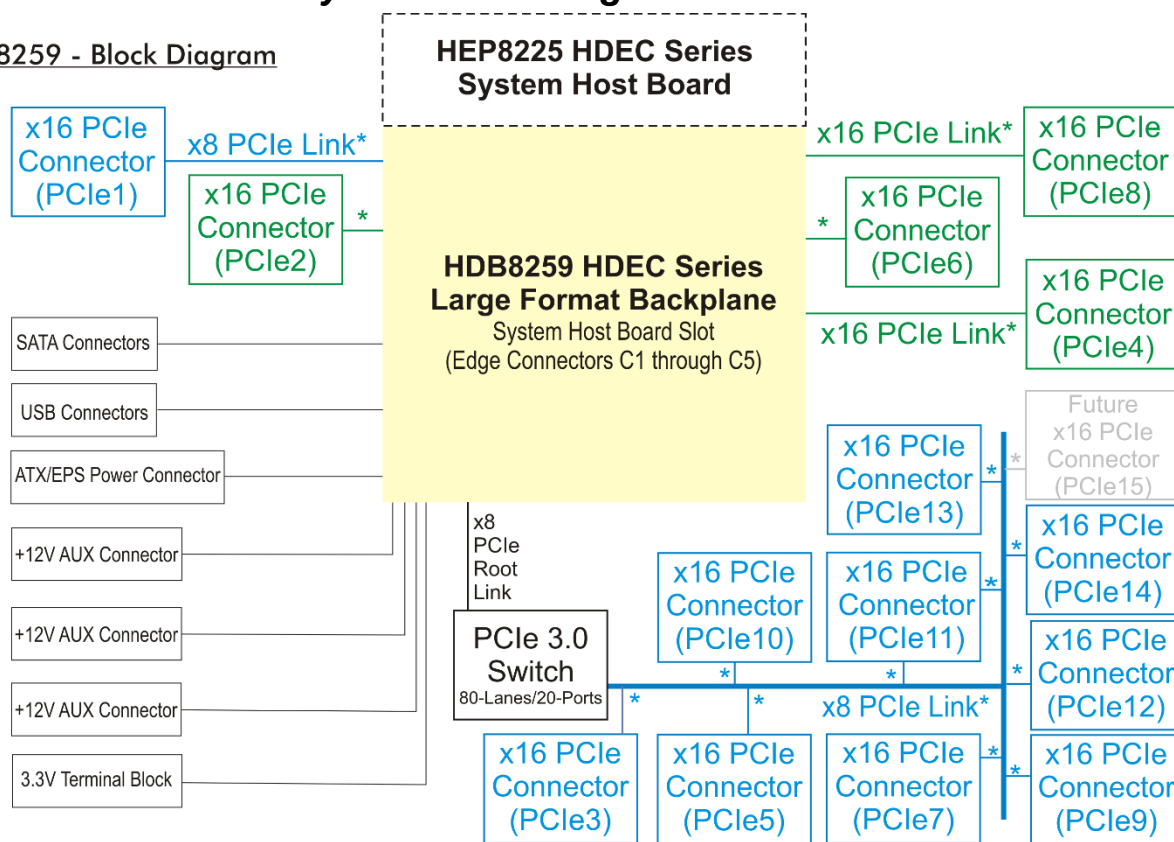 8259 - Block Diagram
HEP8225 HDEC Series
System Host Board
x16 PCIe
Connector
(PCIe1)
x8 PCIe Link*
x16 PCIe
Connector
(PCIe2)
*
HDB8259 HDEC Series
Large Format Backplane
System Host Board Slot
(Edge Connectors C1 through C5)
x16 PCIe Link*
x16 PCIe
Connector
(PCIe8)
*
x16 PCIe
Connector
(PCIe6)
x16 PCIe Link*
x16 PCIe
Connector
(PCIe4)
SATA Connectors
USB Connectors
ATX/EPS Power Connector
+12V AUX Connector
+12V AUX Connector
+12V AUX Connector
3.3V Terminal Block
x8
PCIe
Root
Link
PCIe 3.0
Switch
80-Lanes/20-Ports
Future
x16 PCIe
Connector
(PCIe15)
*
x16 PCIe
Connector
(PCIe13)
*
x16 PCIe
Connector
(PCIe14)
*
x16 PCIe
Connector
(PCIe10)
*
x16 PCIe
Connector
(PCIe11)
*
*
x16 PCIe
Connector
(PCIe12)
*
x8 PCIe Link*
*
x16 PCIe
Connector
(PCIe3)
*
x16 PCIe
Connector
(PCIe5)
x16 PCIe
Connector
(PCIe7)
*
x16 PCIe
Connector
(PCIe9)
*